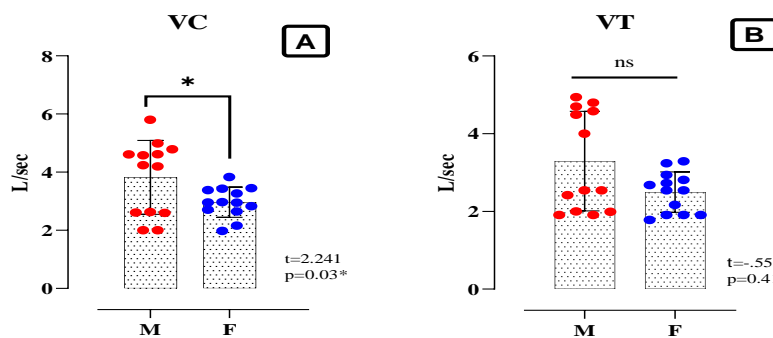 VC
A
8
6
4
2
0
L/sec
*
t=2.241
p=0.03*
M F
VT
B
6
4
2
0
L/sec
ns
t=-.55
p=0.4
M F